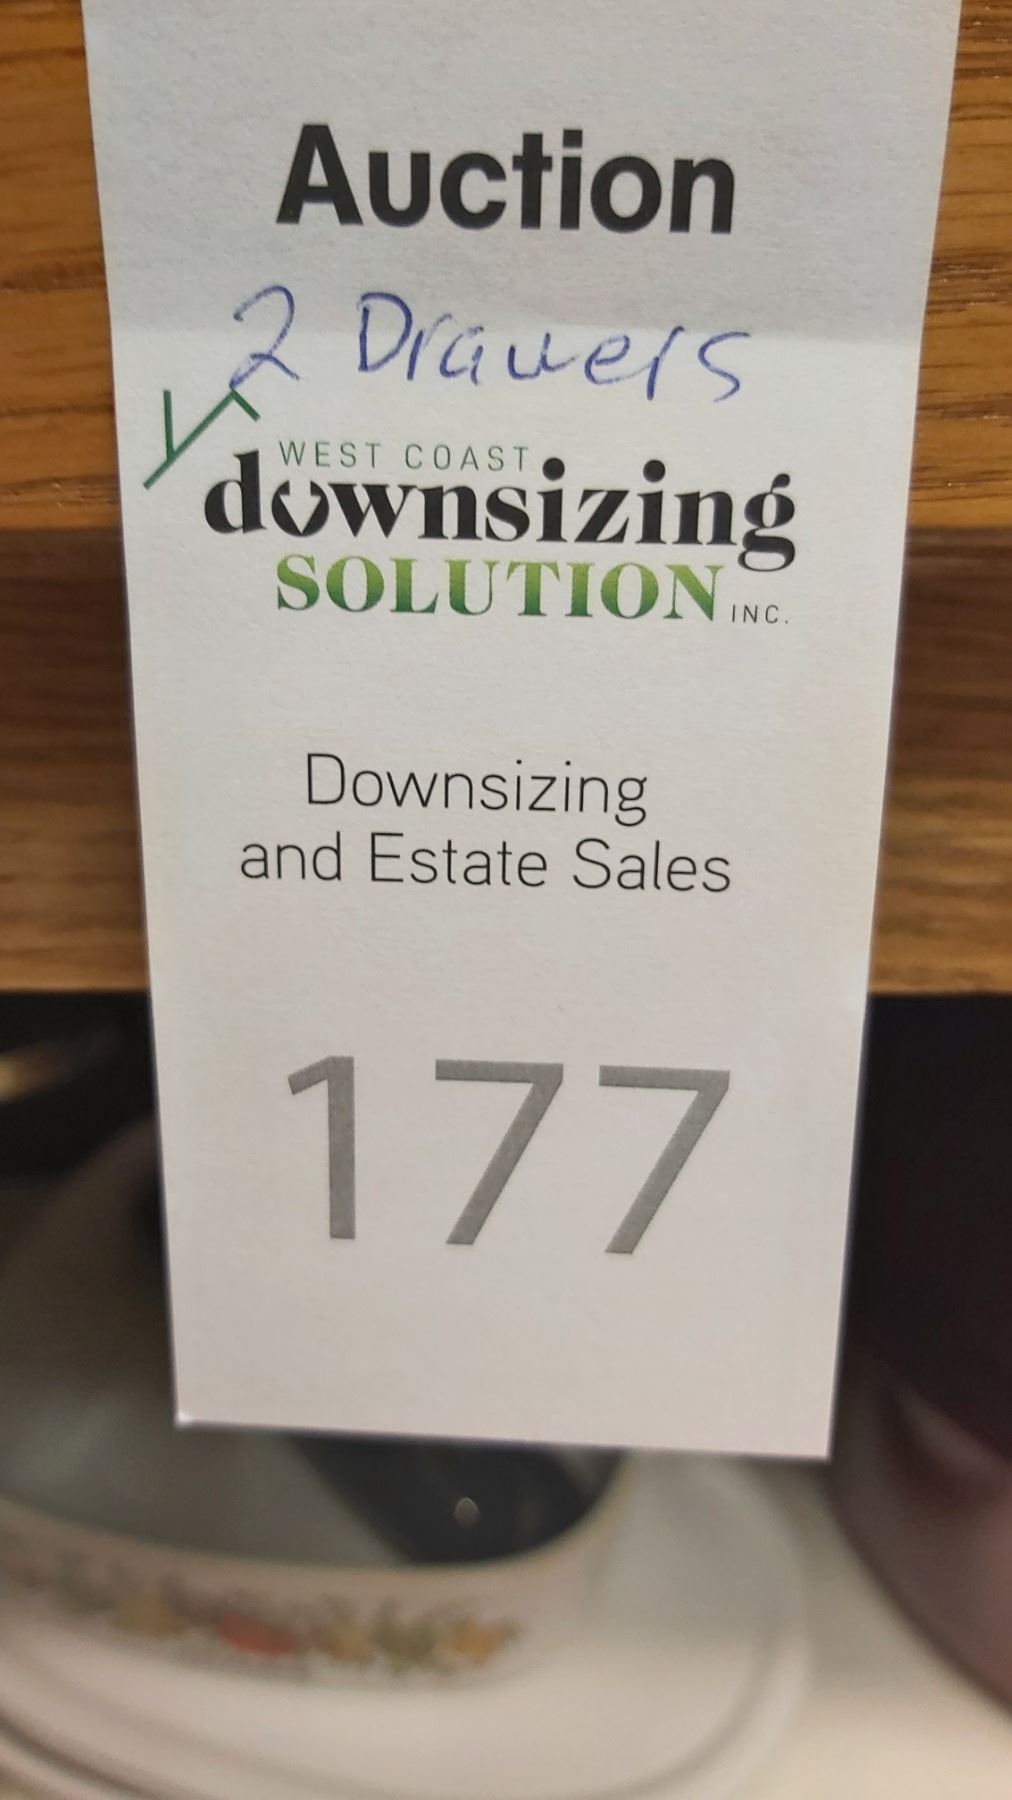 Auction
2 Drawers
WEST COAST
downsizing
SOLUTION INC.
Downsizing
and Estate Sales
177